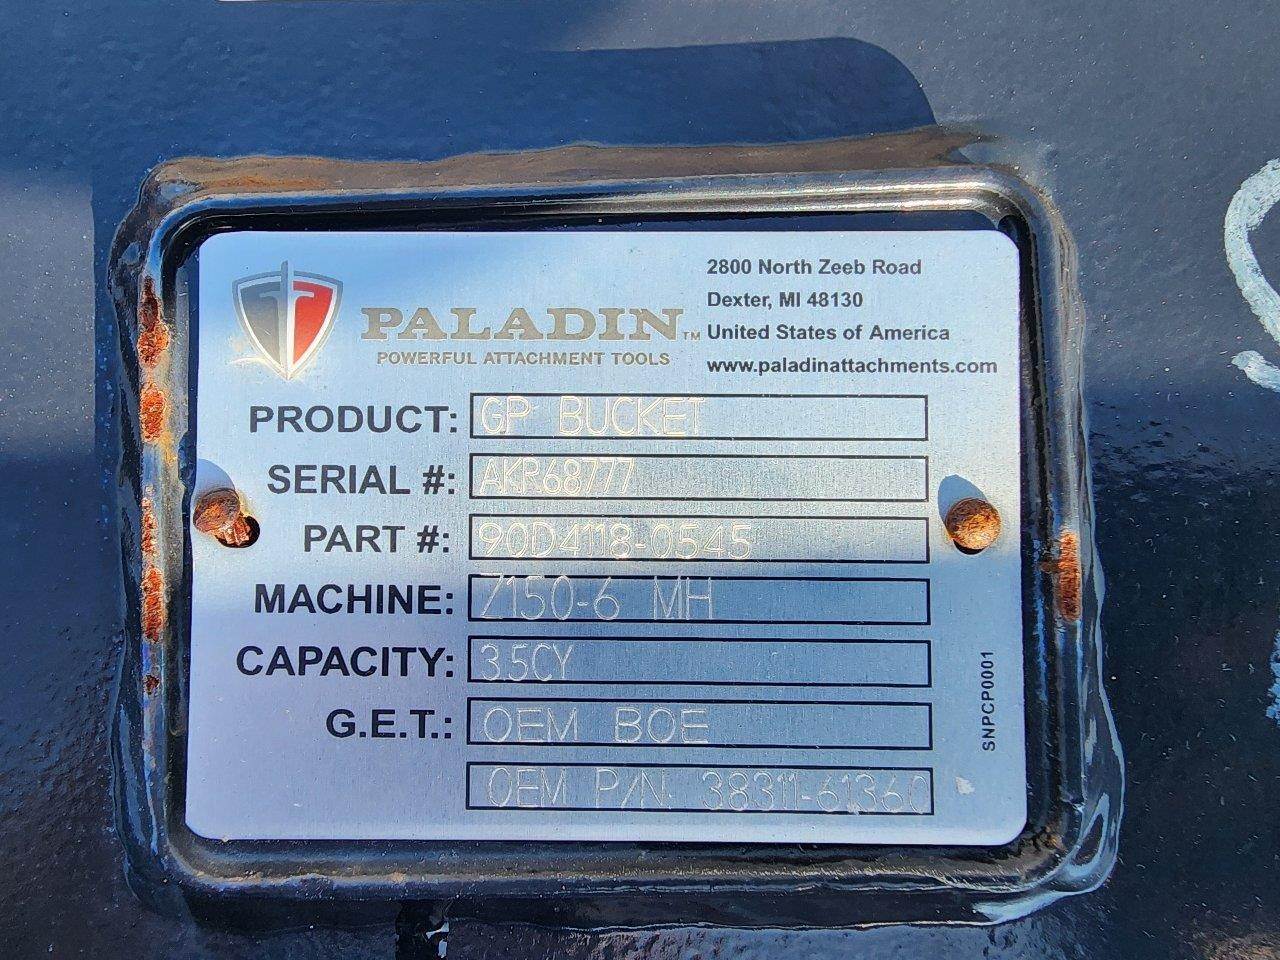 2800 North Zeeb Road
Dexter, MI 48130
PALADIN™
United States of America
POWERFUL ATTACHMENT TOOLS
www.paladinattachments.com
PRODUCT: GP BUCKET
SERIAL #: AKR68777
PART #: 90D4118-0545
MACHINE: Z150-6 MH
CAPACITY: 3.5CY
G.E.T.: OEM BOE
OEM P/N: 38311-61360
SNPCP0001